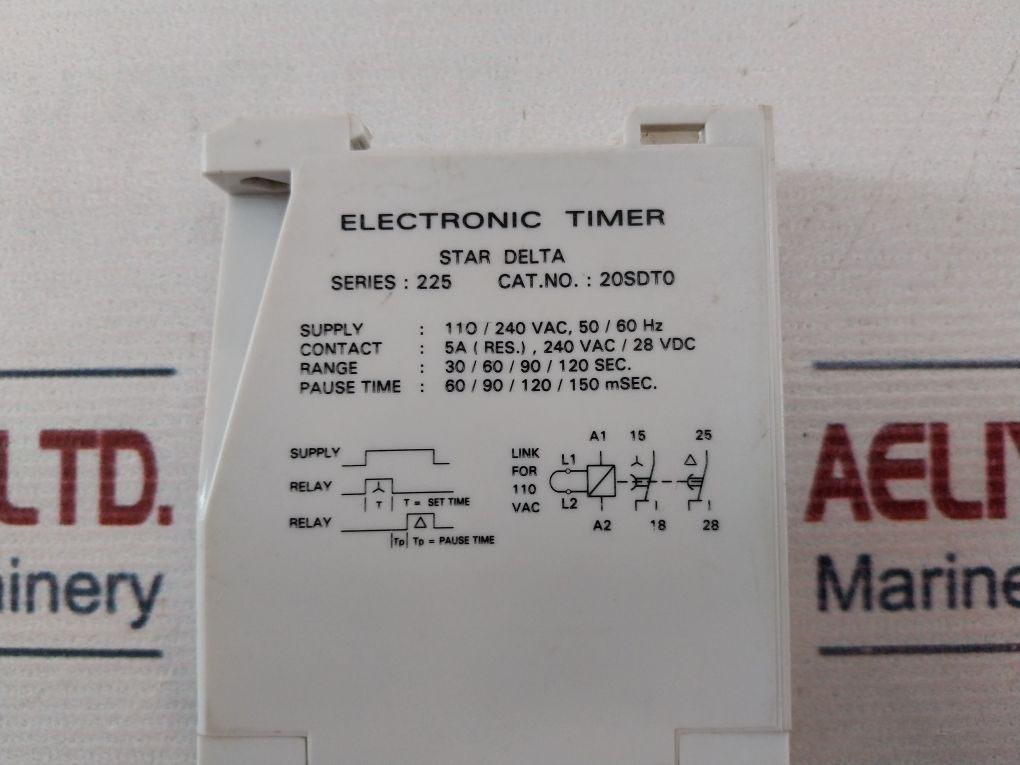 ELECTRONIC TIMER
STAR DELTA
SERIES : 225 CAT.NO. : 20SDT0
SUPPLY : 110 / 240 VAC, 50 / 60 Hz
CONTACT : 5A ( RES.) , 240 VAC / 28 VDC
RANGE : 30 / 60 / 90 / 120 SEC.
PAUSE TIME : 60 / 90 / 120 / 150 mSEC.
SUPPLY
RELAY
T T = SET TIME
RELAY
Tp Tp = PAUSE TIME
LINK
FOR
110
VAC
A1 15 25
L1
L2
A2 18 28
LTD.
inery
AELI
Marine